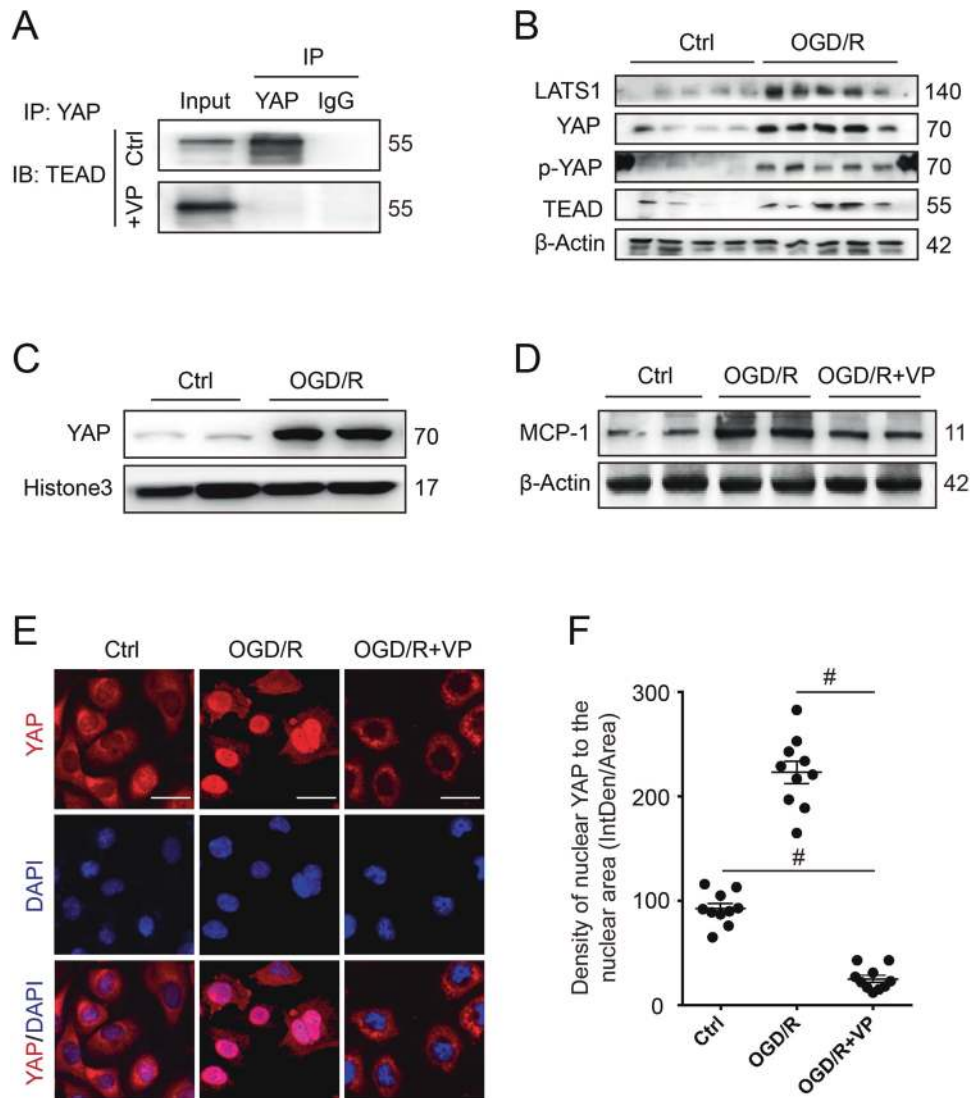 A
IP
Input YAP IgG
IP: YAP
IB: TEAD
Ctrl
55
+VP
55
B
Ctrl OGD/R
LATS1 140
YAP 70
p-YAP 70
TEAD 55
β-Actin 42
C
Ctrl OGD/R
YAP 70
Histone3 17
D
Ctrl OGD/R OGD/R+VP
MCP-1 11
β-Actin 42
E
Ctrl OGD/R OGD/R+VP
YAP
DAPI
YAP/DAPI
F
Density of nuclear YAP to the
nuclear area (IntDen/Area)
300
200
100
0
#
#
Ctrl
OGD/R
OGD/R+VP